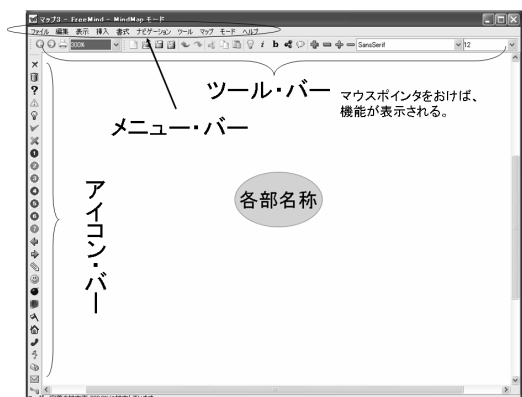 マップ3 - FreeMind - MindMap モード
ファイル 編集 表示 挿入 書式 ナビゲーション ツール マップ モード ヘルプ
300% i b SansSerif 12
ツール・バー
マウスポインタをおけば、
機能が表示される。
メニュー・バー
アイコン・バー
各部名称